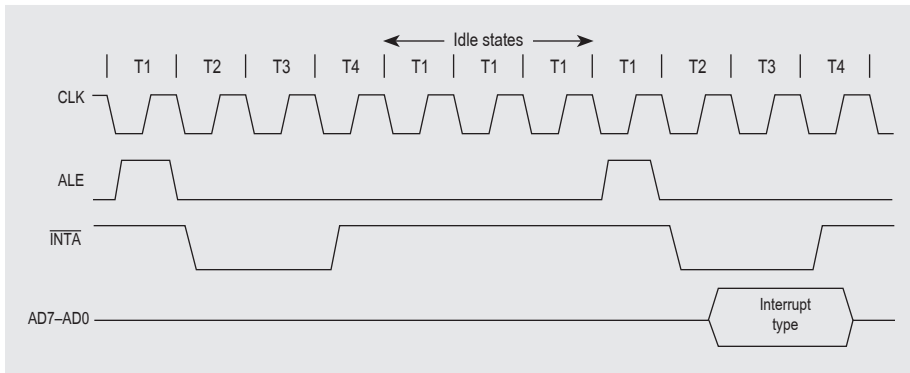 Idle states
T1 T2 T3 T4 T1 T1 T1 T1 T2 T3 T4
CLK
ALE
INTA
AD7–AD0
Interrupt
type